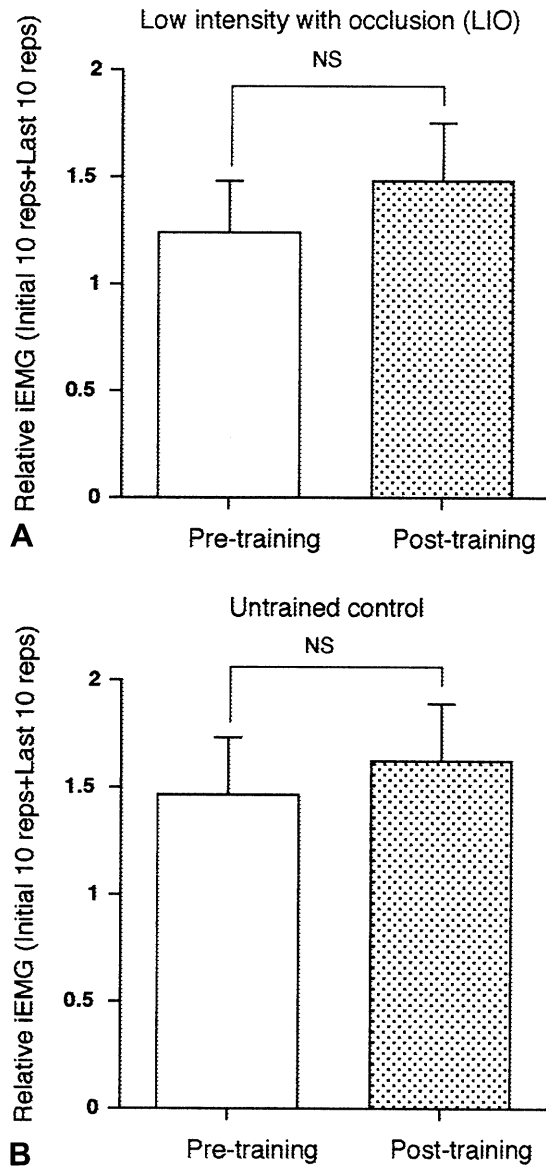 Low intensity with occlusion (LIO)
NS
Relative iEMG (Initial 10 reps+Last 10 reps)
2
1.5
1
0.5
0
A
Pre-training
Post-training
Untrained control
NS
Relative iEMG (Initial 10 reps+Last 10 reps)
2
1.5
1
0.5
0
B
Pre-training
Post-training